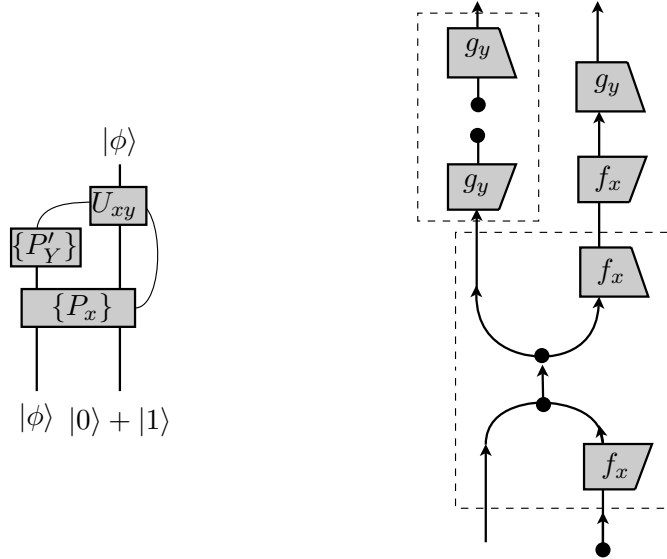 |ϕ⟩
U_{xy}
{P'_Y}
{P_x}
|ϕ⟩ |0⟩ + |1⟩
g_y
g_y
g_y
f_x
f_x
f_x